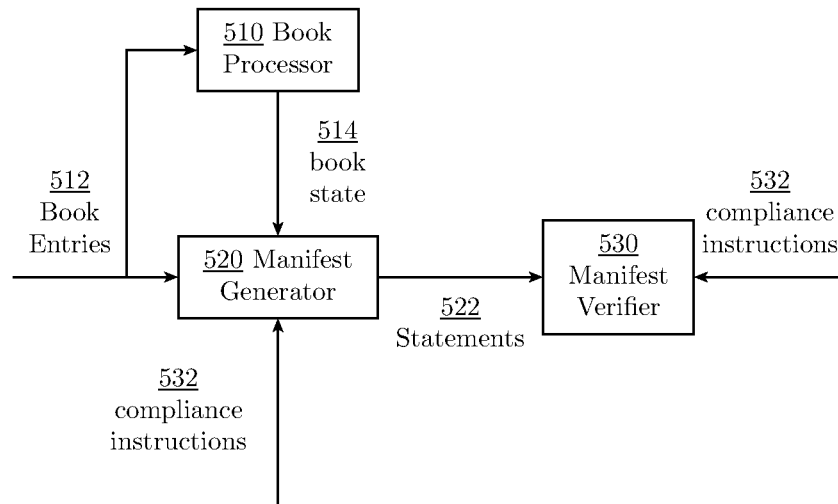 510 Book
Processor
514
book
state
512
Book
Entries
532
compliance
instructions
520 Manifest
Generator
530
Manifest
Verifier
522
Statements
532
compliance
instructions